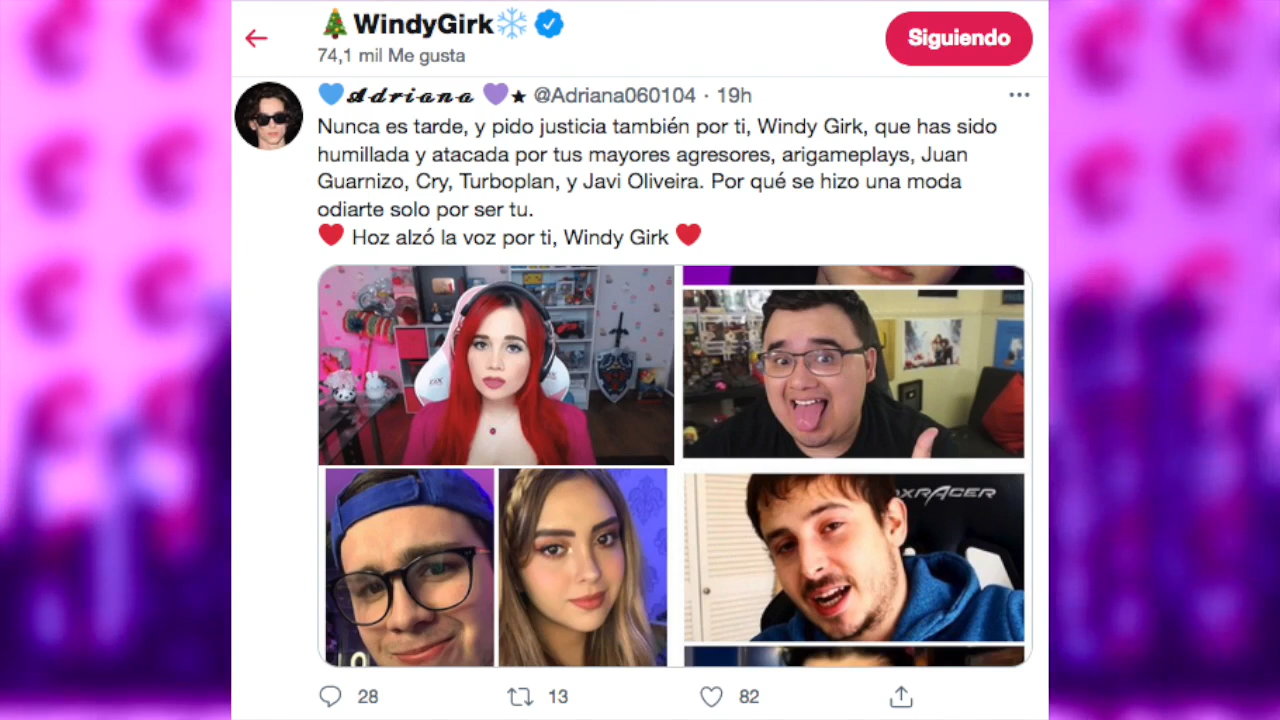 🎄WindyGirk❄️
74,1 mil Me gusta
Siguiendo
💙𝓐𝓭𝓻𝓲𝓪𝓷𝓪 💜★ @Adriana060104 · 19h
Nunca es tarde, y pido justicia también por ti, Windy Girk, que has sido
humillada y atacada por tus mayores agresores, arigameplays, Juan
Guarnizo, Cry, Turboplan, y Javi Oliveira. Por qué se hizo una moda
odiarte solo por ser tu.
❤️ Hoz alzó la voz por ti, Windy Girk ❤️
28
13
82